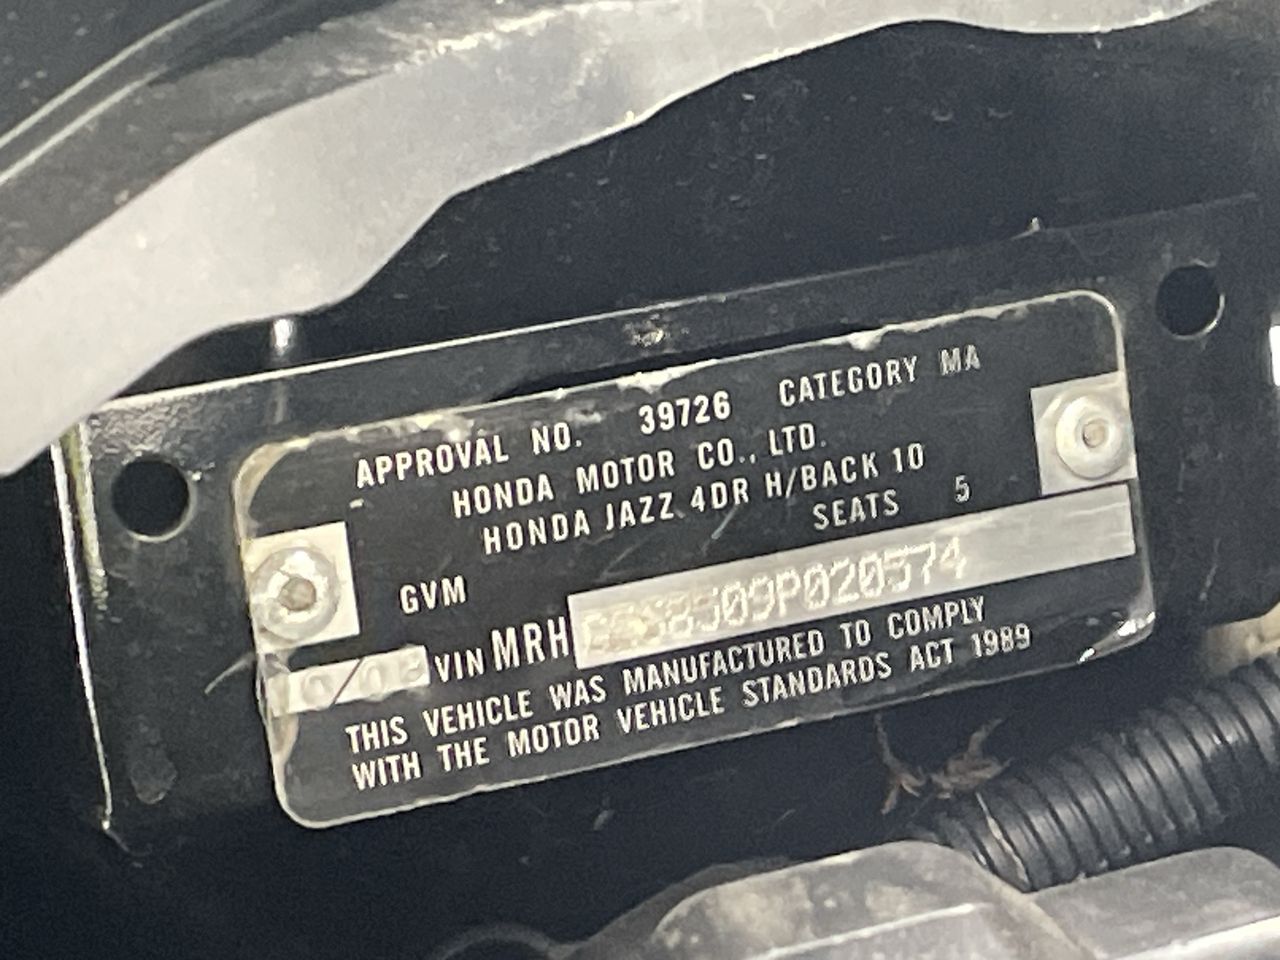 APPROVAL NO. 39726 CATEGORY MA
HONDA MOTOR CO., LTD.
HONDA JAZZ 4DR H/BACK 10
SEATS 5
GVM
VIN MRH
THIS VEHICLE WAS MANUFACTURED TO COMPLY
WITH THE MOTOR VEHICLE STANDARDS ACT 1989